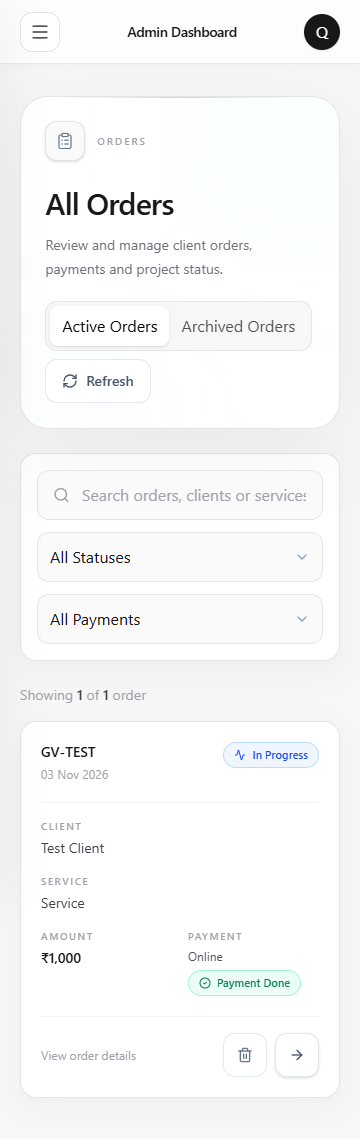 Admin Dashboard
Q
ORDERS
All Orders
Review and manage client orders,
payments and project status.
Active Orders
Archived Orders
Refresh
Search orders, clients or services
All Statuses
All Payments
Showing 1 of 1 order
GV-TEST
In Progress
03 Nov 2026
CLIENT
Test Client
SERVICE
Service
AMOUNT
₹1,000
PAYMENT
Online
Payment Done
View order details